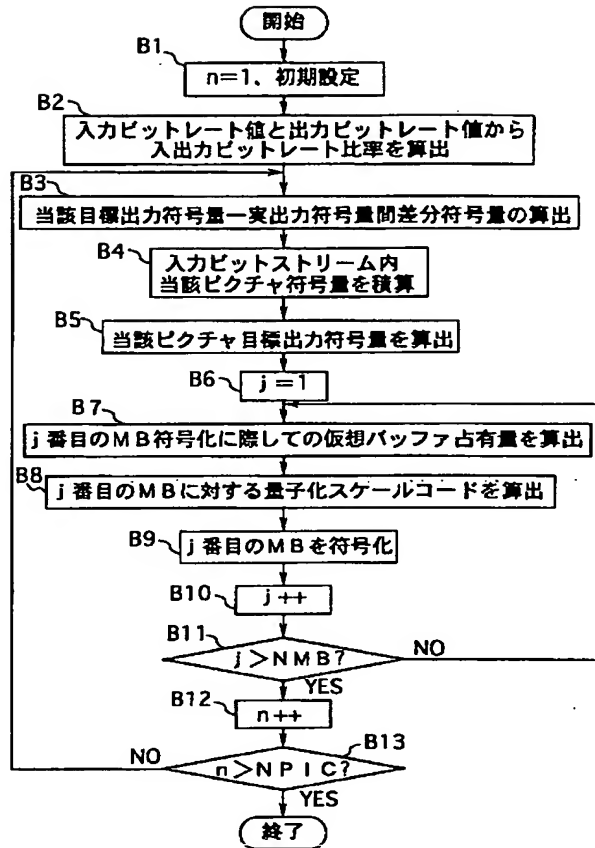 開始
B1
n=1、初期設定
B2
入力ビットレート値と出力ビットレート値から
入出力ビットレート比率を算出
B3
当該目標出力符号量ー実出力符号量間差分符号量の算出
B4
入力ビットストリーム内
当該ピクチャ符号量を積算
B5
当該ピクチャ目標出力符号量を算出
B6
j=1
B7
j番目のMB符号化に際しての仮想バッファ占有量を算出
B8
j番目のMBに対する量子化スケールコードを算出
B9
j番目のMBを符号化
B10
j++
B11
j>NMB?
NO
YES
B12
n++
B13
NO
n>NPIC?
YES
終了